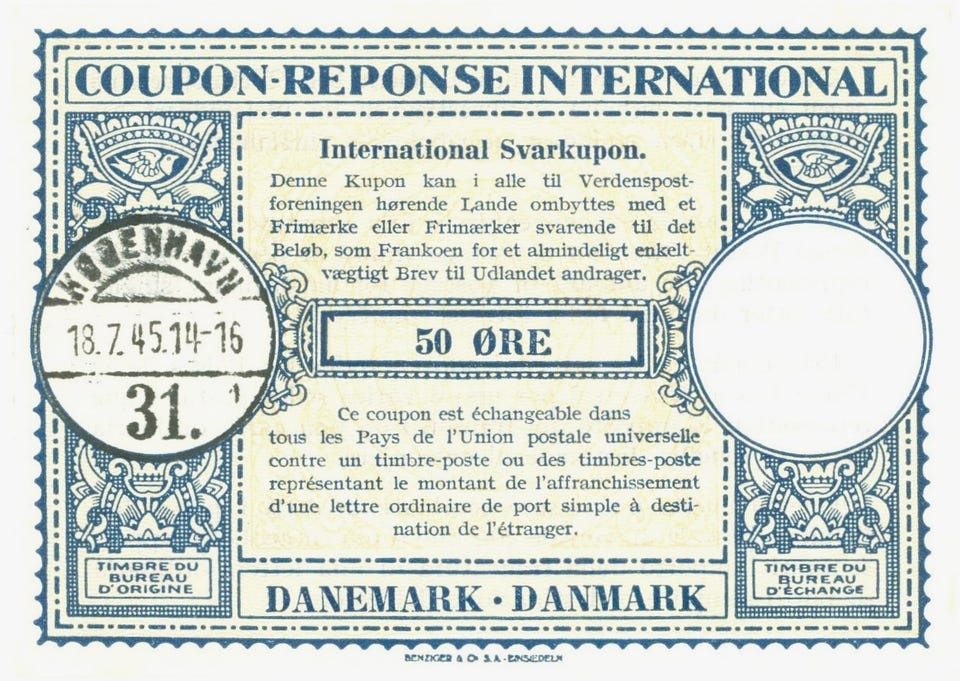 COUPON-REPONSE INTERNATIONAL
International Svarkupon.
Denne Kupon kan i alle til Verdenspost-
foreningen hørende Lande ombyttes med et
Frimærke eller Frimærker svarende til det
Beløb, som Frankoen for et almindeligt enkelt-
vægtigt Brev til Udlandet andrager.
KØBENHAVN
18.7.45.14-16
31. 1
50 ØRE
Ce coupon est échangeable dans
tous les Pays de l'Union postale universelle
contre un timbre-poste ou des timbres-poste
représentant le montant de l'affranchissement
d'une lettre ordinaire de port simple à desti-
nation de l'étranger.
TIMBRE DU
BUREAU
D'ORIGINE
TIMBRE DU
BUREAU
D'ÉCHANGE
DANEMARK · DANMARK
BENZIGER & Co S.A. - EINSIEDELN